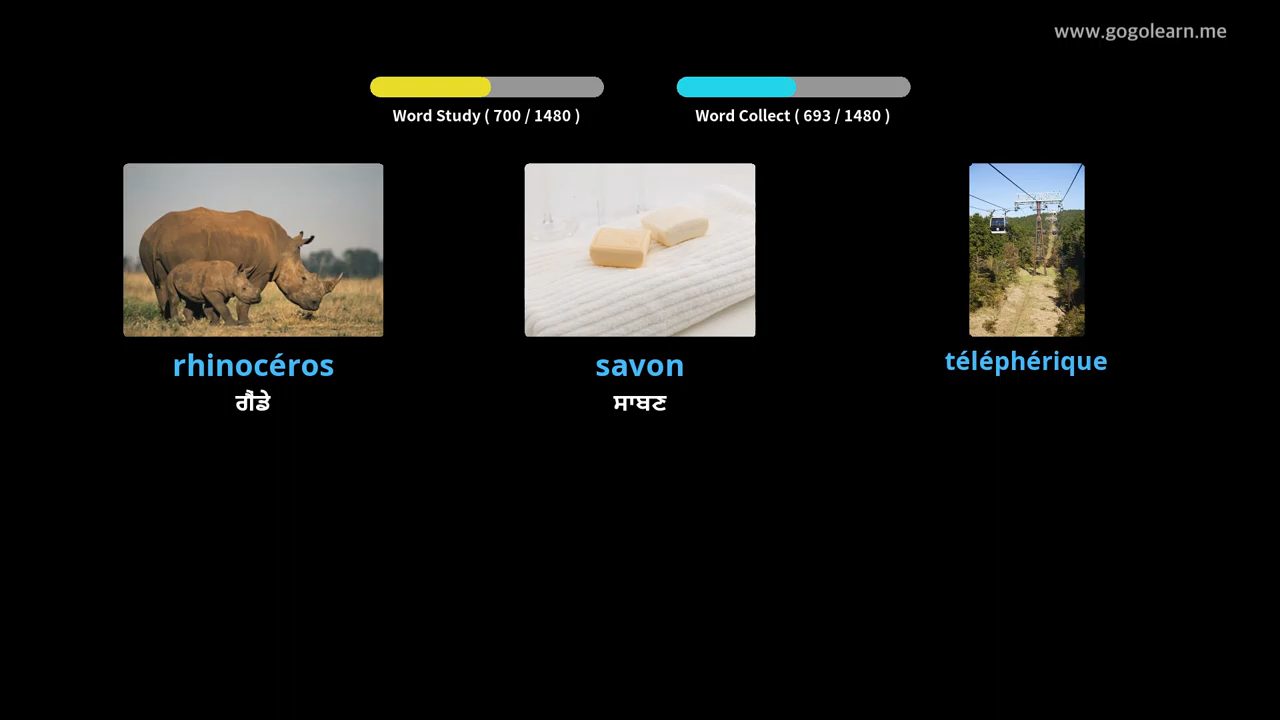 www.gogolearn.me
Word Study ( 700 / 1480 )
Word Collect ( 693 / 1480 )
rhinocéros
savon
téléphérique
ਗੈਂਡੇ
ਸਾਬਣ